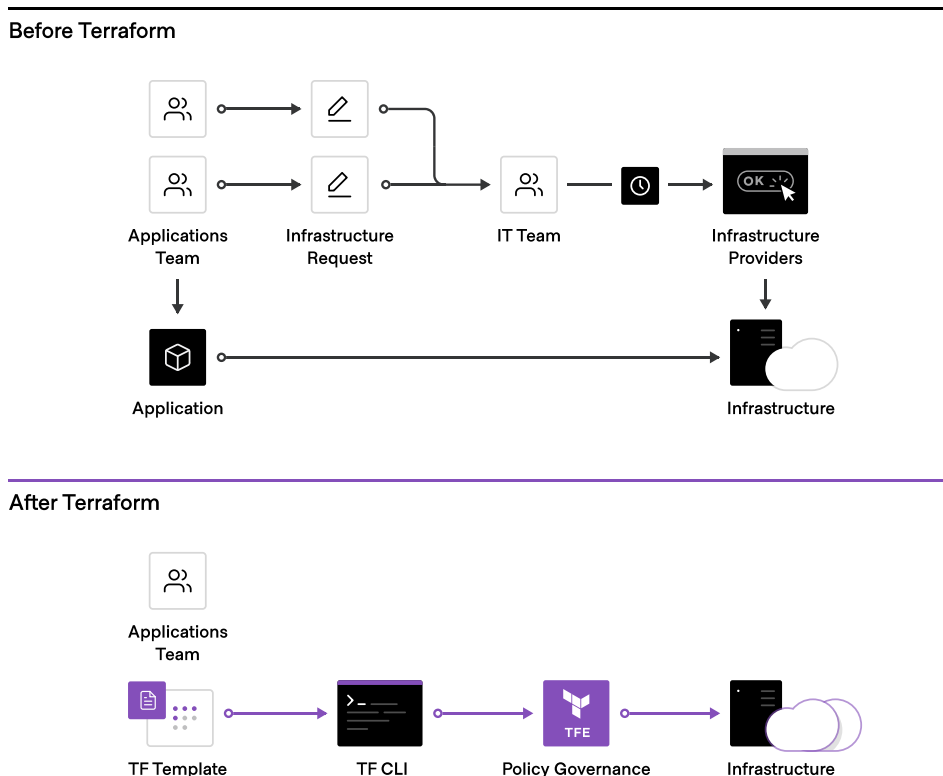 Before Terraform
Applications
Team
Infrastructure
Request
IT Team
OK
Infrastructure
Providers
Application
Infrastructure
After Terraform
Applications
Team
TFE
TF Template
TF CLI
Policy Governance
Infrastructure